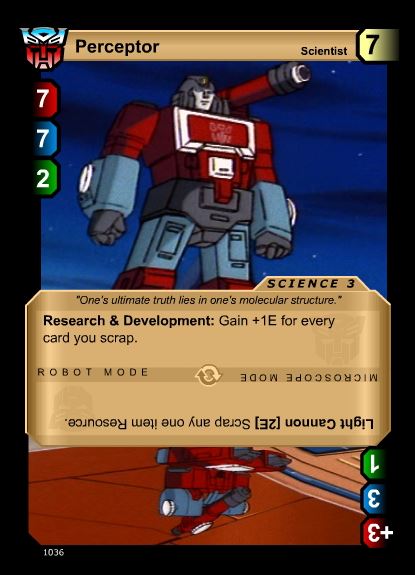 Perceptor
Scientist
7
7
7
2
SCIENCE 3
"One's ultimate truth lies in one's molecular structure."
Research & Development: Gain +1E for every
card you scrap.
ROBOT MODE
3
MICROSCOPE MODE
Light Cannon [2E] Scrap any one item Resource.
1
3
+3
1036